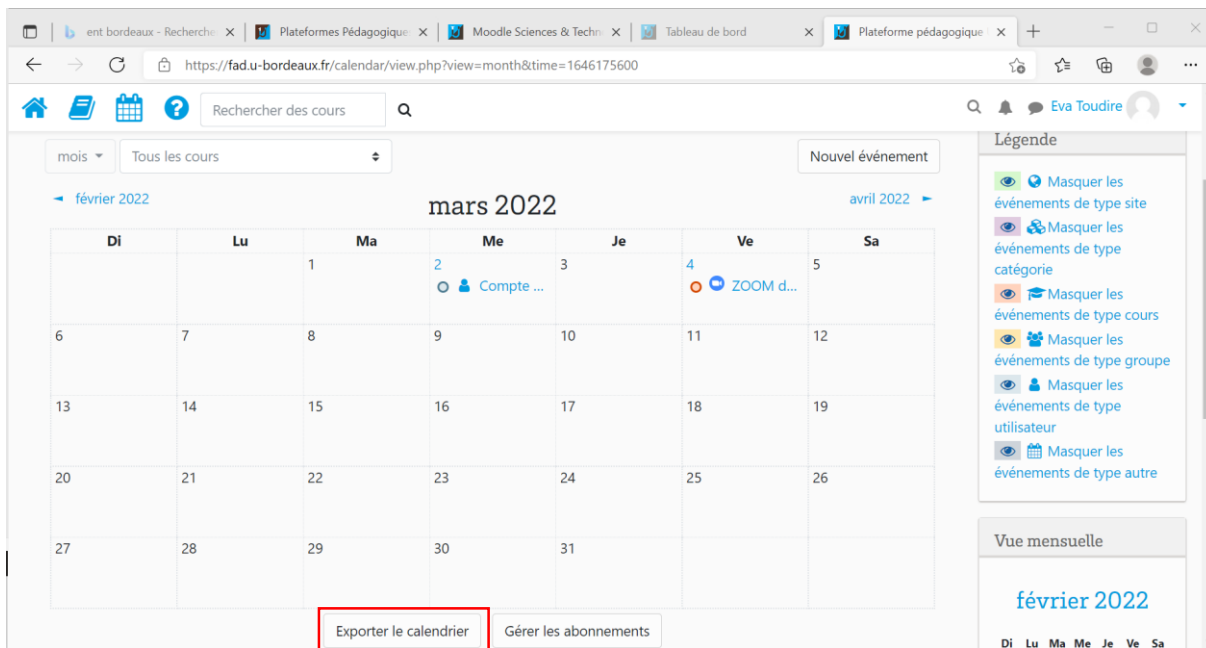 ent bordeaux - Recherche
Plateformes Pédagogique
Moodle Sciences & Techn
Tableau de bord
Plateforme pédagogique
https://fad.u-bordeaux.fr/calendar/view.php?view=month&time=1646175600
Rechercher des cours
Eva Toudire
mois
Tous les cours
Nouvel événement
février 2022
mars 2022
avril 2022
Di Lu Ma Me Je Ve Sa
1 2 3 4 5
Compte ... ZOOM d...
6 7 8 9 10 11 12
13 14 15 16 17 18 19
20 21 22 23 24 25 26
27 28 29 30 31
Exporter le calendrier
Gérer les abonnements
Légende
Masquer les
événements de type site
Masquer les
événements de type
catégorie
Masquer les
événements de type cours
Masquer les
événements de type groupe
Masquer les
événements de type
utilisateur
Masquer les
événements de type autre
Vue mensuelle
février 2022
Di Lu Ma Me Je Ve Sa